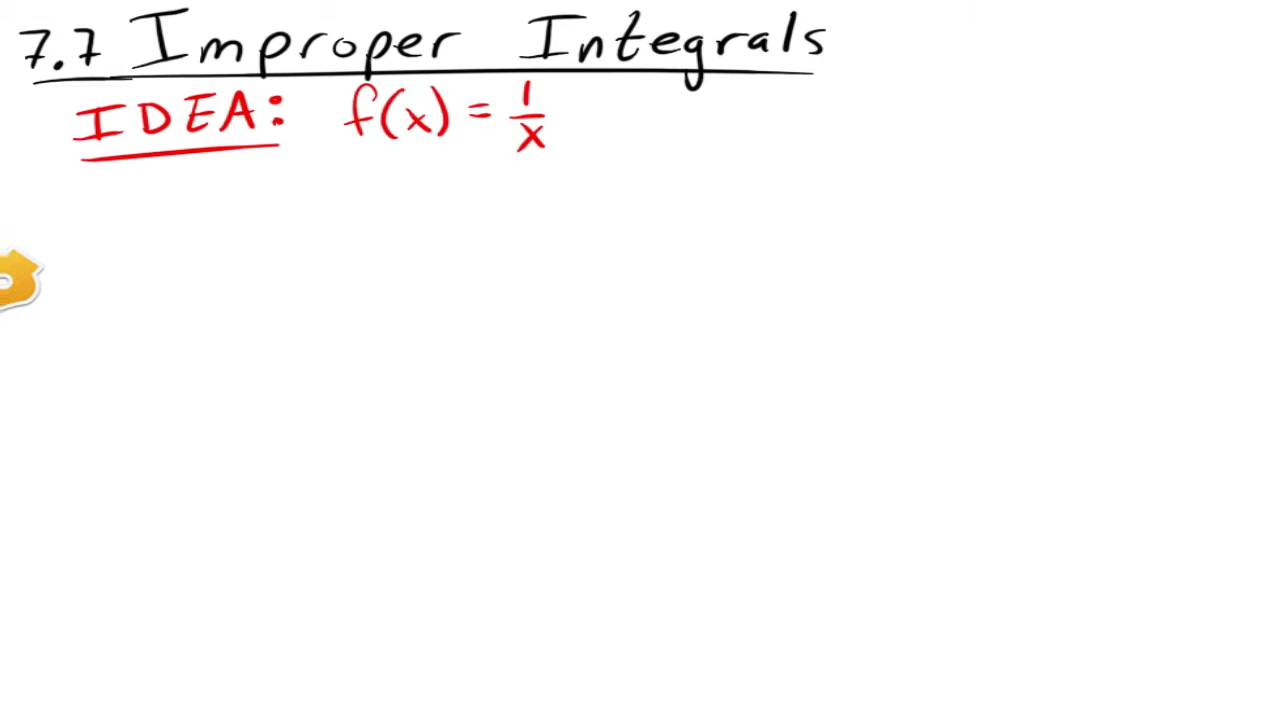 7.7 Improper Integrals
IDEA: f(x) = 1/x